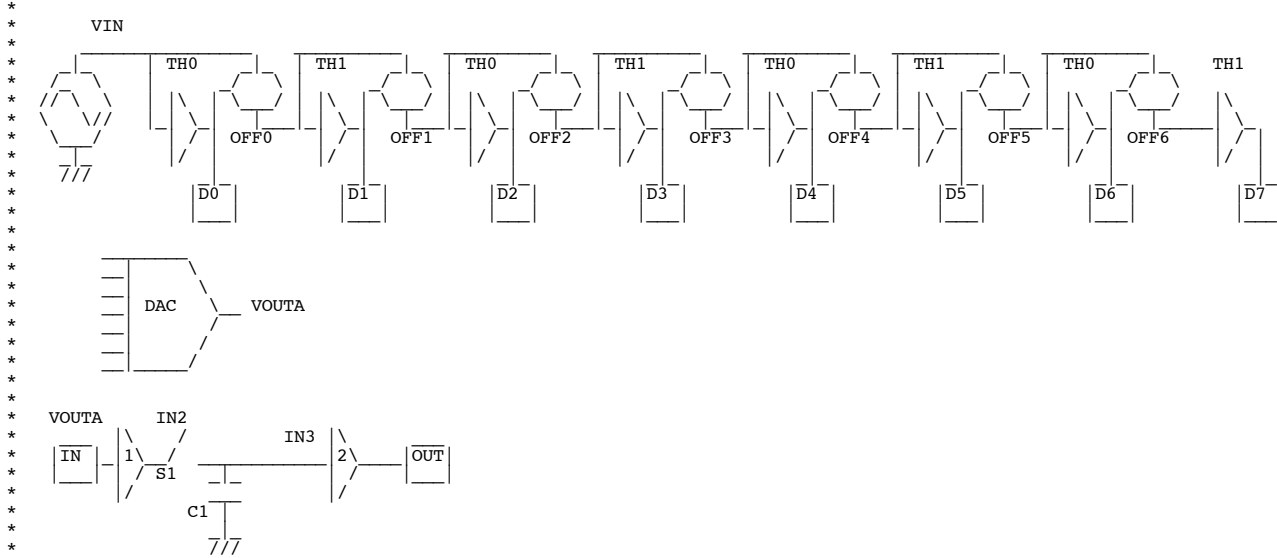 VIN
TH0 TH1 TH0 TH1 TH0 TH1 TH0 TH1
OFF0 OFF1 OFF2 OFF3 OFF4 OFF5 OFF6
D0 D1 D2 D3 D4 D5 D6 D7
DAC VOUTA
VOUTA IN2
IN3
IN 1 2 OUT
S1
C1